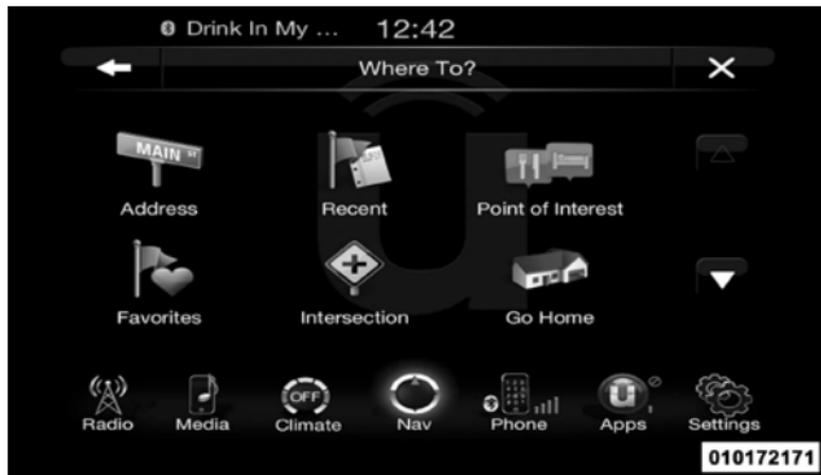 Drink In My ... 12:42
Where To?
MAIN ST
Address Recent Point of Interest
Favorites Intersection Go Home
OFF
Radio Media Climate Nav Phone Apps Settings
010172171